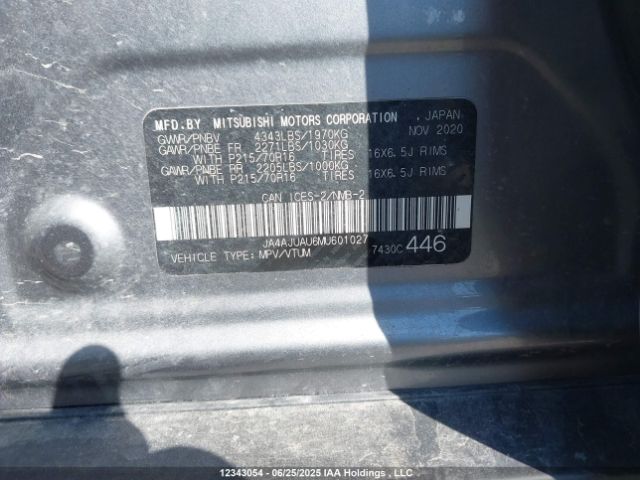 MFD.BY MITSUBISHI MOTORS CORPORATION , JAPAN
GWVR/PNBV 4343LBS/1970KG NOV 2020
GAWR/PNBE FR 2271LBS/1030KG
WITH P215/70R16 TIRES 16X6.5J RIMS
GAWR/PNBE RR 2205LBS/1000KG
WITH P215/70R16 TIRES 16X6.5J RIMS
CAN ICES-2/NMB-2
JA4AJUAU6MU601027
VEHICLE TYPE: MPV/VTUM 7430C 446
12343054 - 06/25/2025 IAA Holdings , LLC.